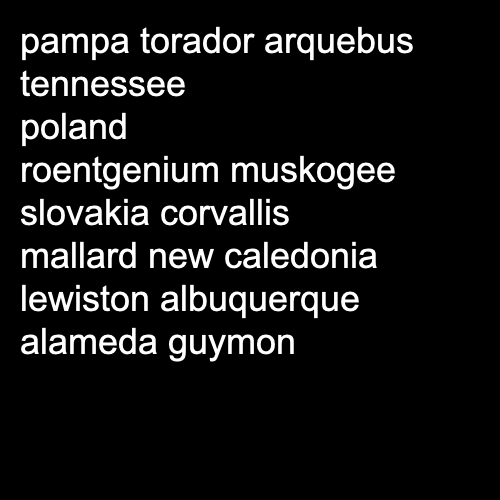 pampa torador arquebus
tennessee
poland
roentgenium muskogee
slovakia corvallis
mallard new caledonia
lewiston albuquerque
alameda guymon